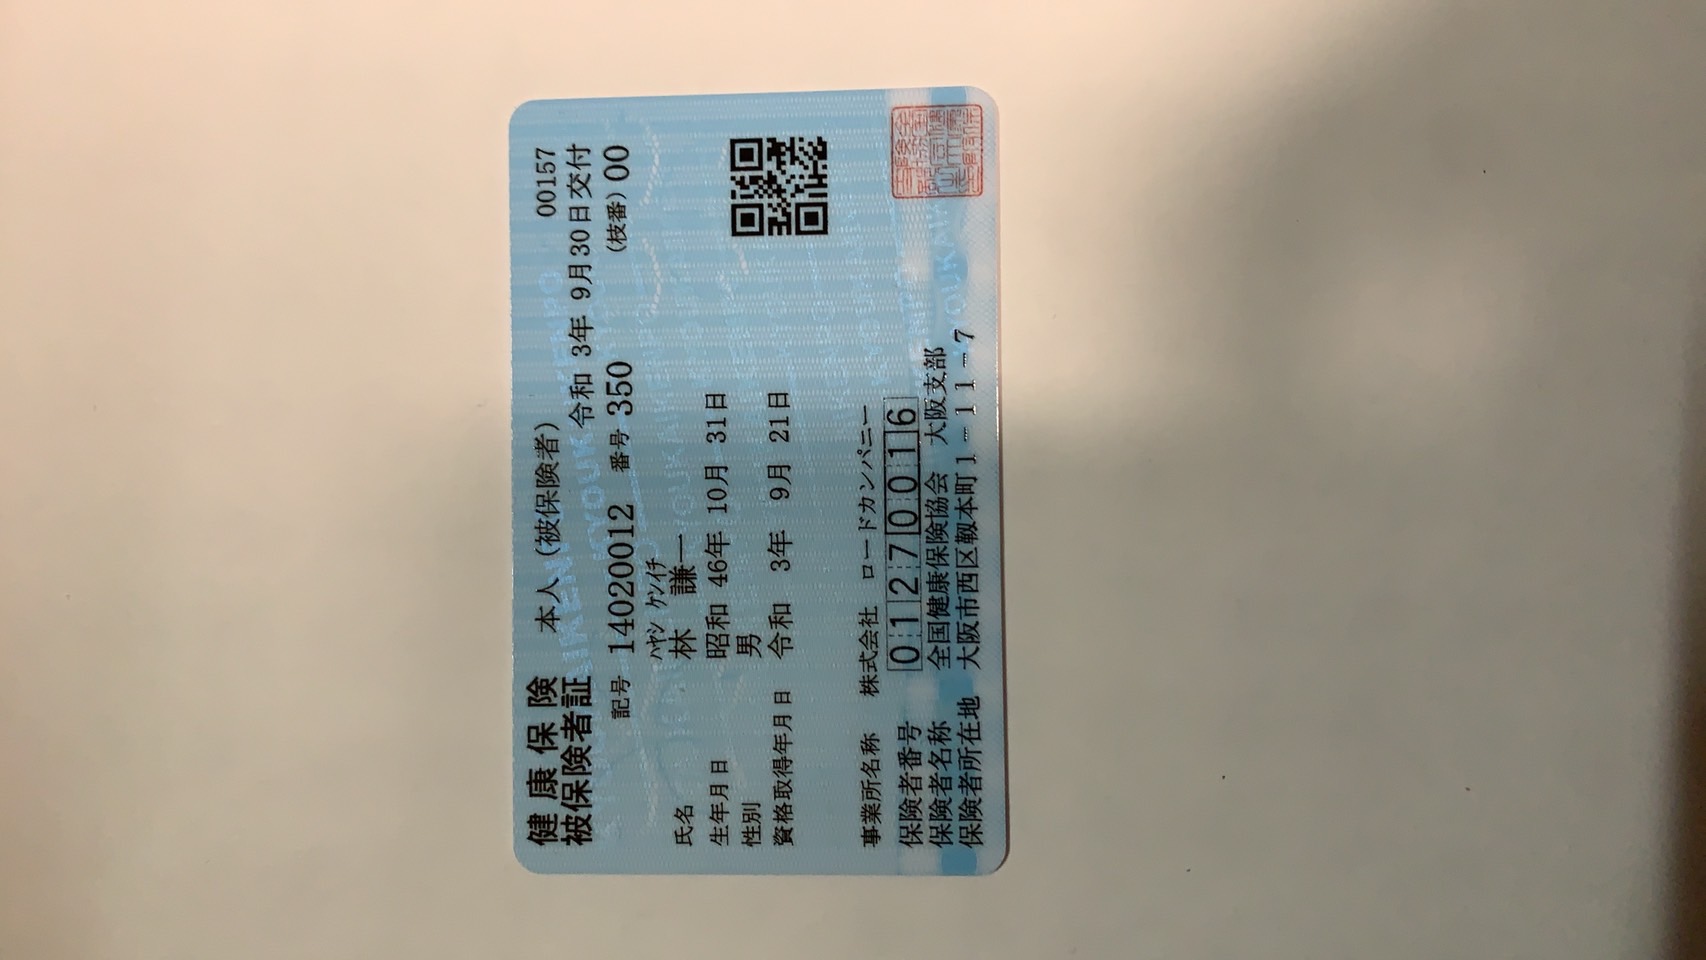 健康保険 本人(被保険者) 00157
被保険者証 令和 3年 9月30日交付
記号 14020012 番号 350 (枝番) 00
ﾊﾔｼ ｹﾝｲﾁ
氏名 林 謙一
生年月日 昭和 46年 10月 31日
性別 男
資格取得年月日 令和 3年 9月 21日
事業所名称 株式会社 ロードカンパニー
保険者番号 01270016
保険者名称 全国健康保険協会 大阪支部
保険者所在地 大阪市西区靱本町1-11-7